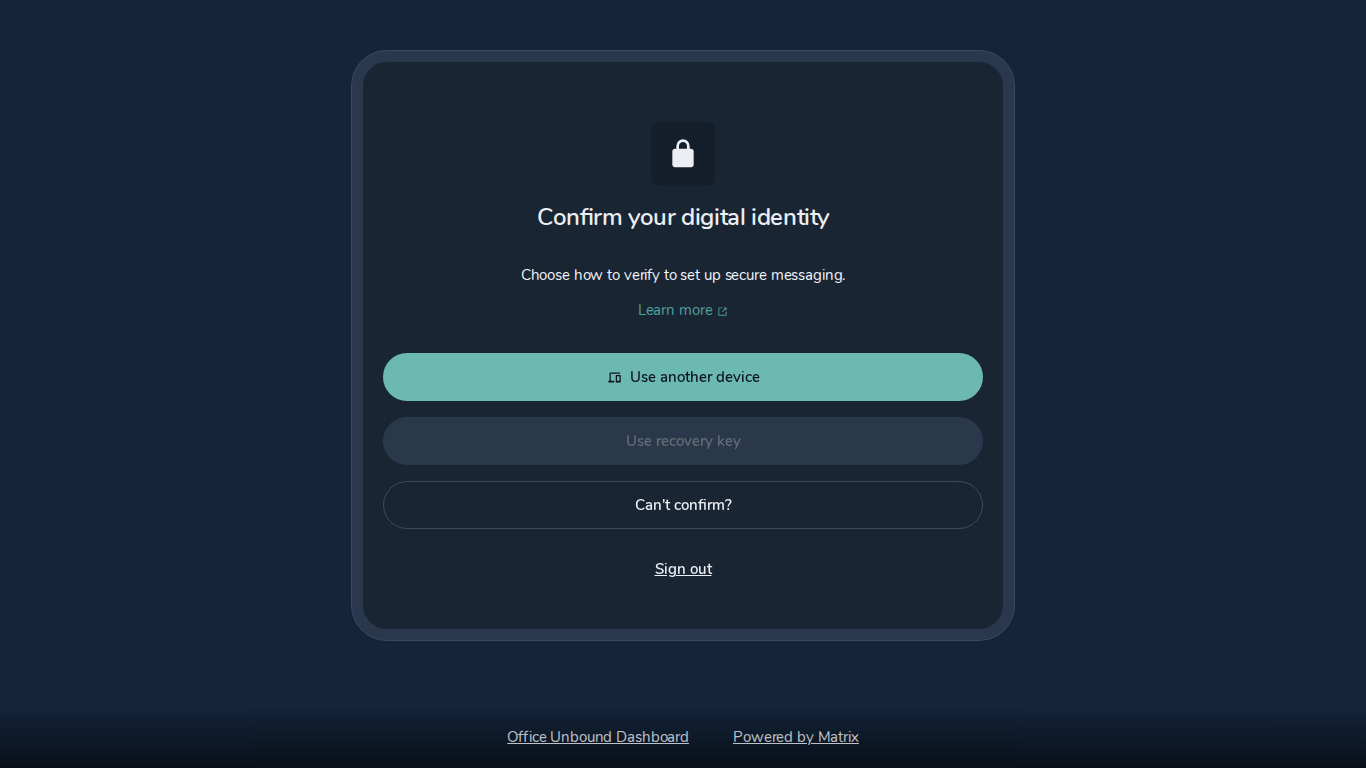 Confirm your digital identity
Choose how to verify to set up secure messaging.
Learn more
Use another device
Use recovery key
Can't confirm?
Sign out
Office Unbound Dashboard
Powered by Matrix